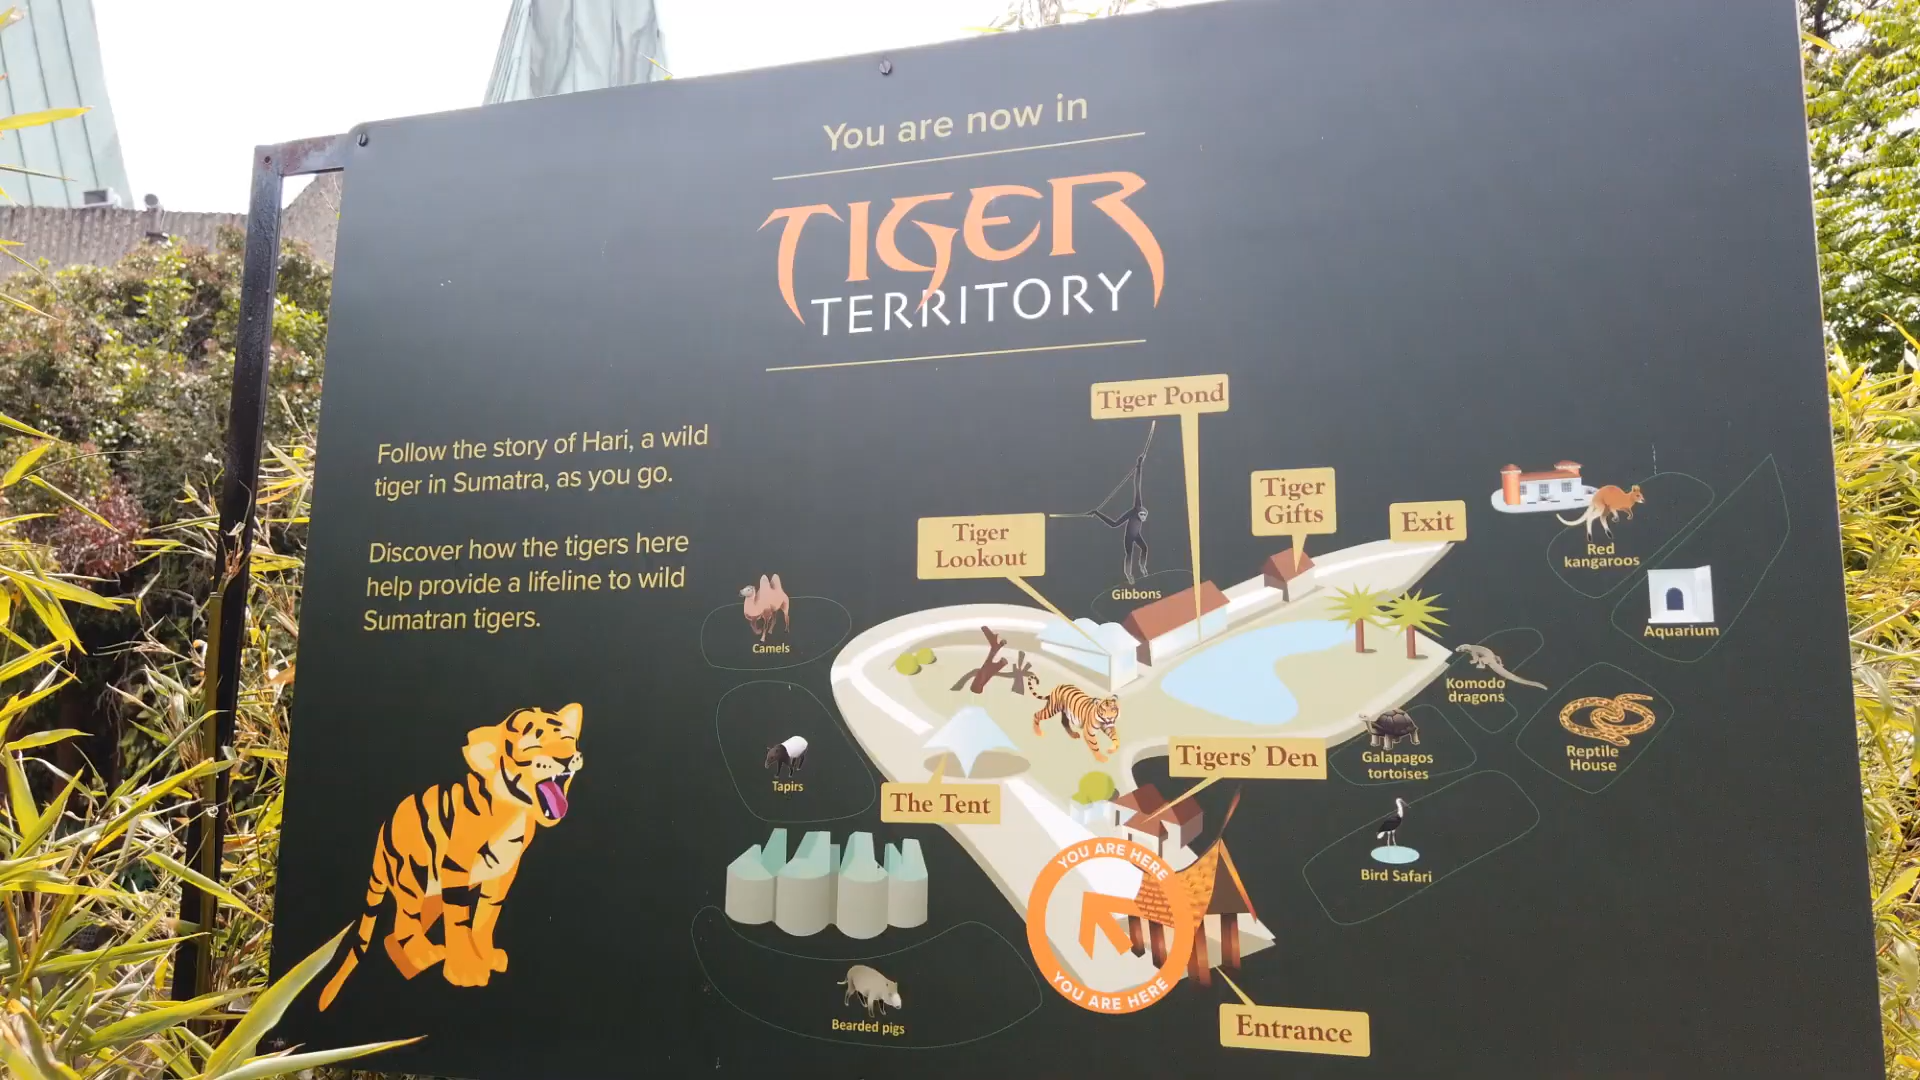 You are now in
TIGER
TERRITORY
Follow the story of Hari, a wild
tiger in Sumatra, as you go.
Discover how the tigers here
help provide a lifeline to wild
Sumatran tigers.
Tiger Pond
Tiger
Gifts
Exit
Tiger
Lookout
Gibbons
Red
kangaroos
Aquarium
Camels
Komodo
dragons
Reptile
House
Galapagos
tortoises
Tapirs
Tigers' Den
The Tent
Bird Safari
YOU ARE HERE
YOU ARE HERE
Bearded pigs
Entrance